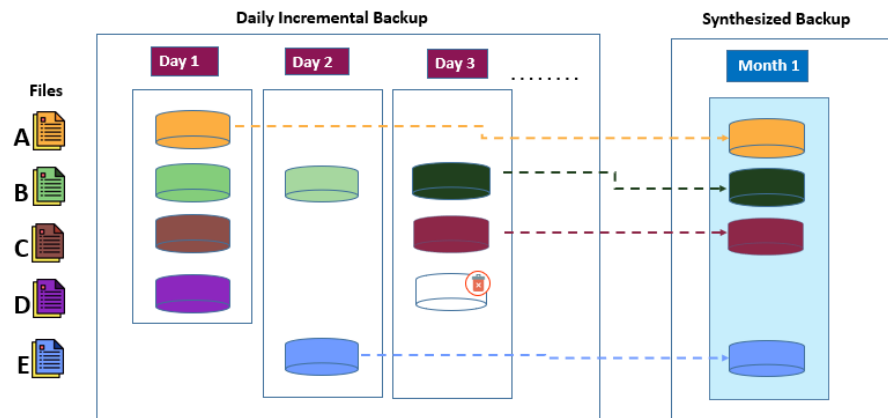 Daily Incremental Backup
Synthesized Backup
Day 1
Day 2
Day 3
........
Month 1
Files
A
B
C
D
E